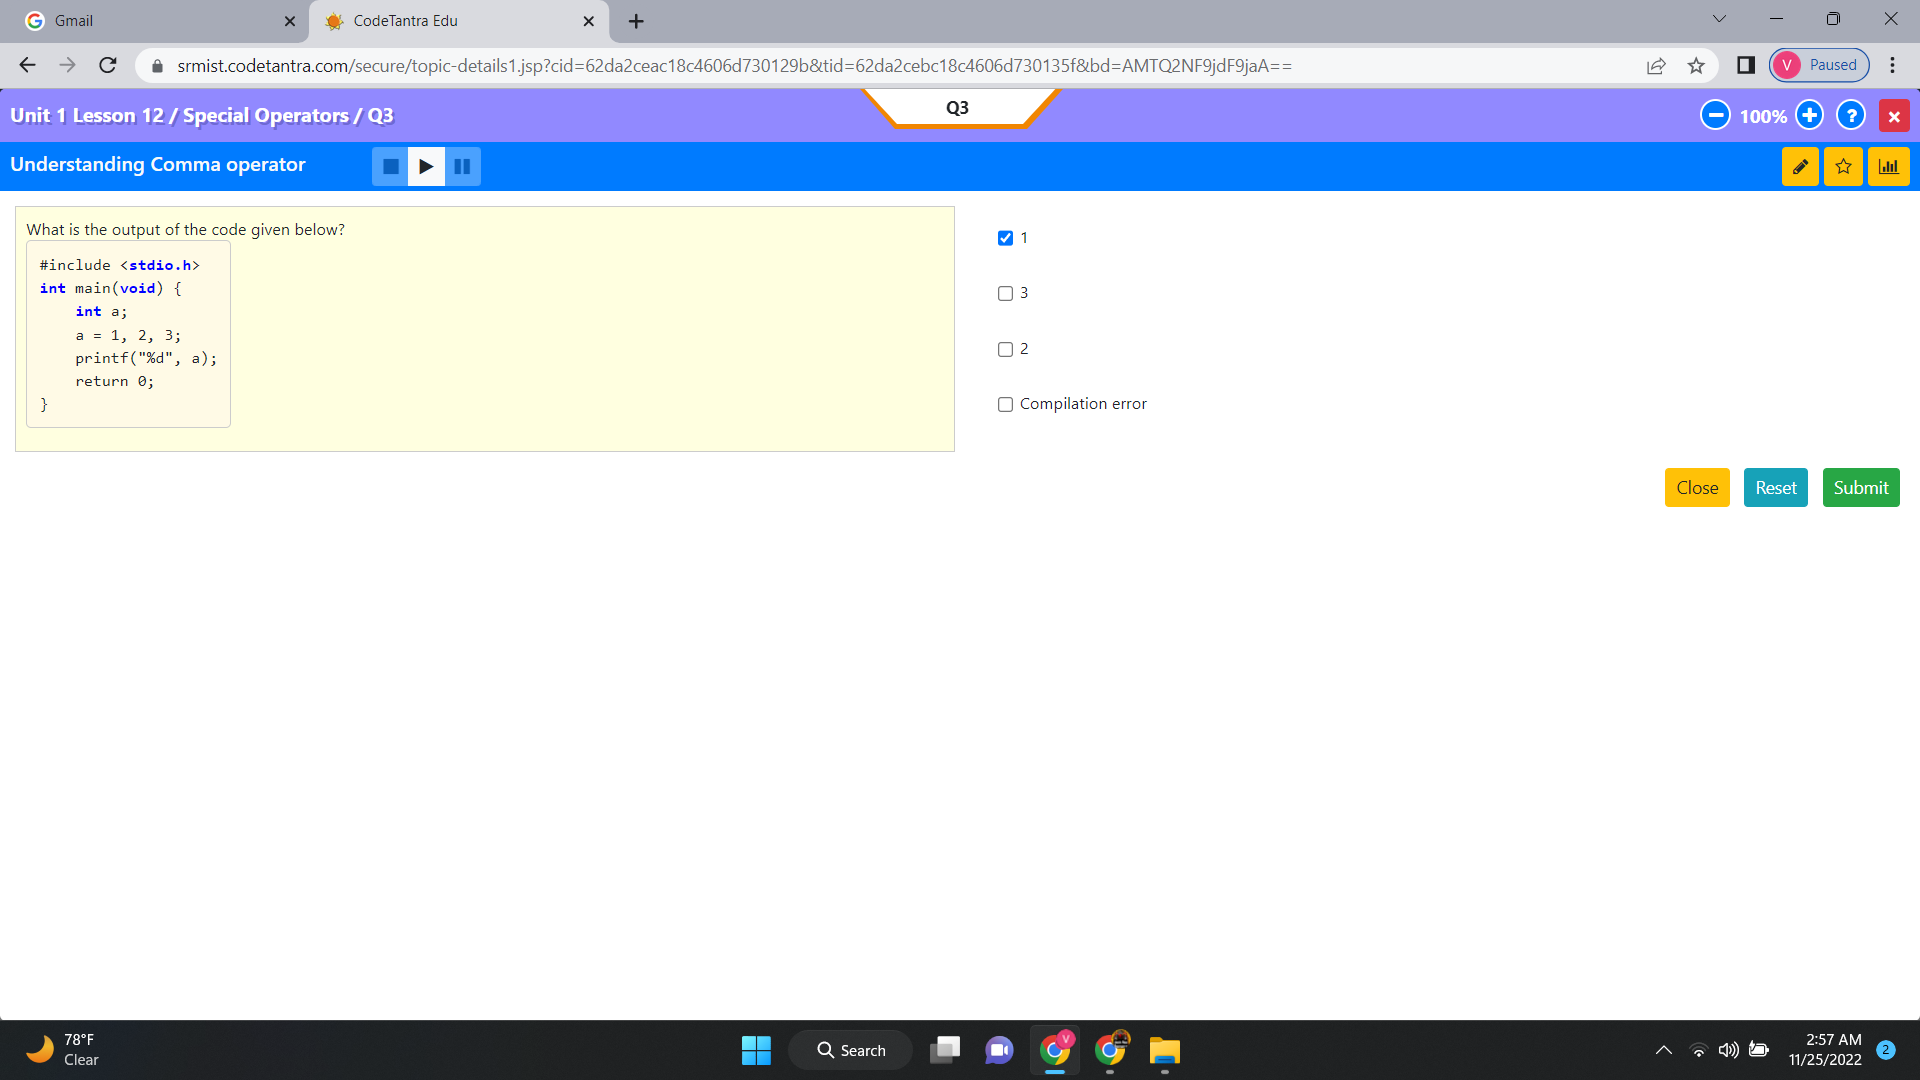 Gmail
CodeTantra Edu
srmist.codetantra.com/secure/topic-details1.jsp?cid=62da2ceac18c4606d730129b&tid=62da2cebc18c4606d730135f&bd=AMTQ2NF9jdF9jaA==
V Paused
Unit 1 Lesson 12 / Special Operators / Q3
Q3
100%
?
Understanding Comma operator
What is the output of the code given below?
#include <stdio.h>
int main(void) {
int a;
a = 1, 2, 3;
printf("%d", a);
return 0;
}
1
3
2
Compilation error
Close
Reset
Submit
78°F
Clear
Search
V
2:57 AM
11/25/2022
2